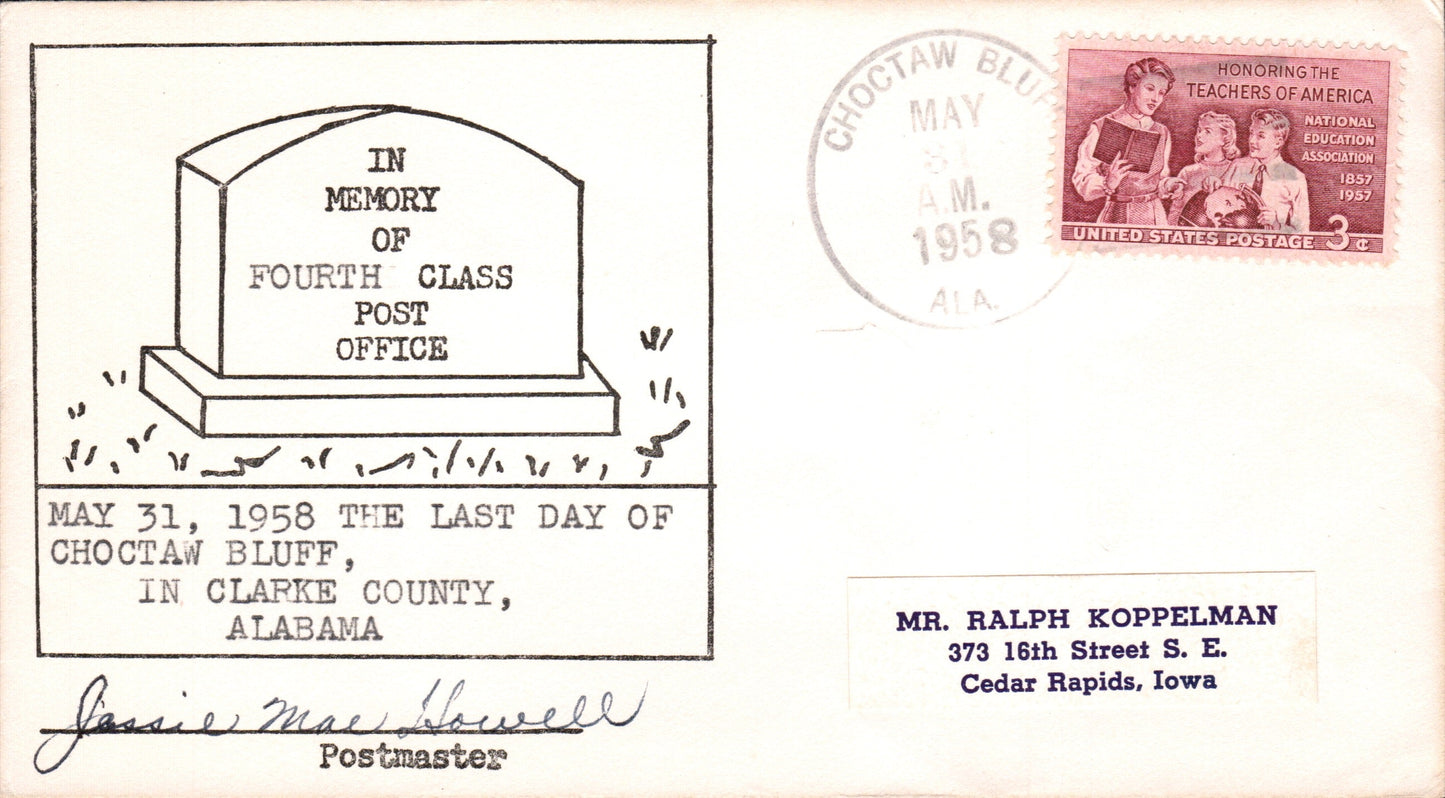 IN
MEMORY
OF
FOURTH CLASS
POST
OFFICE
MAY 31, 1958 THE LAST DAY OF
CHOCTAW BLUFF,
IN CLARKE COUNTY,
ALABAMA
Jassie Mae Howell
Postmaster
CHOCTAW BLUFF
MAY
31
A.M.
1958
ALA.
HONORING THE
TEACHERS OF AMERICA
NATIONAL
EDUCATION
ASSOCIATION
1857
1957
UNITED STATES POSTAGE 3¢
MR. RALPH KOPPELMAN
373 16th Street S. E.
Cedar Rapids, Iowa